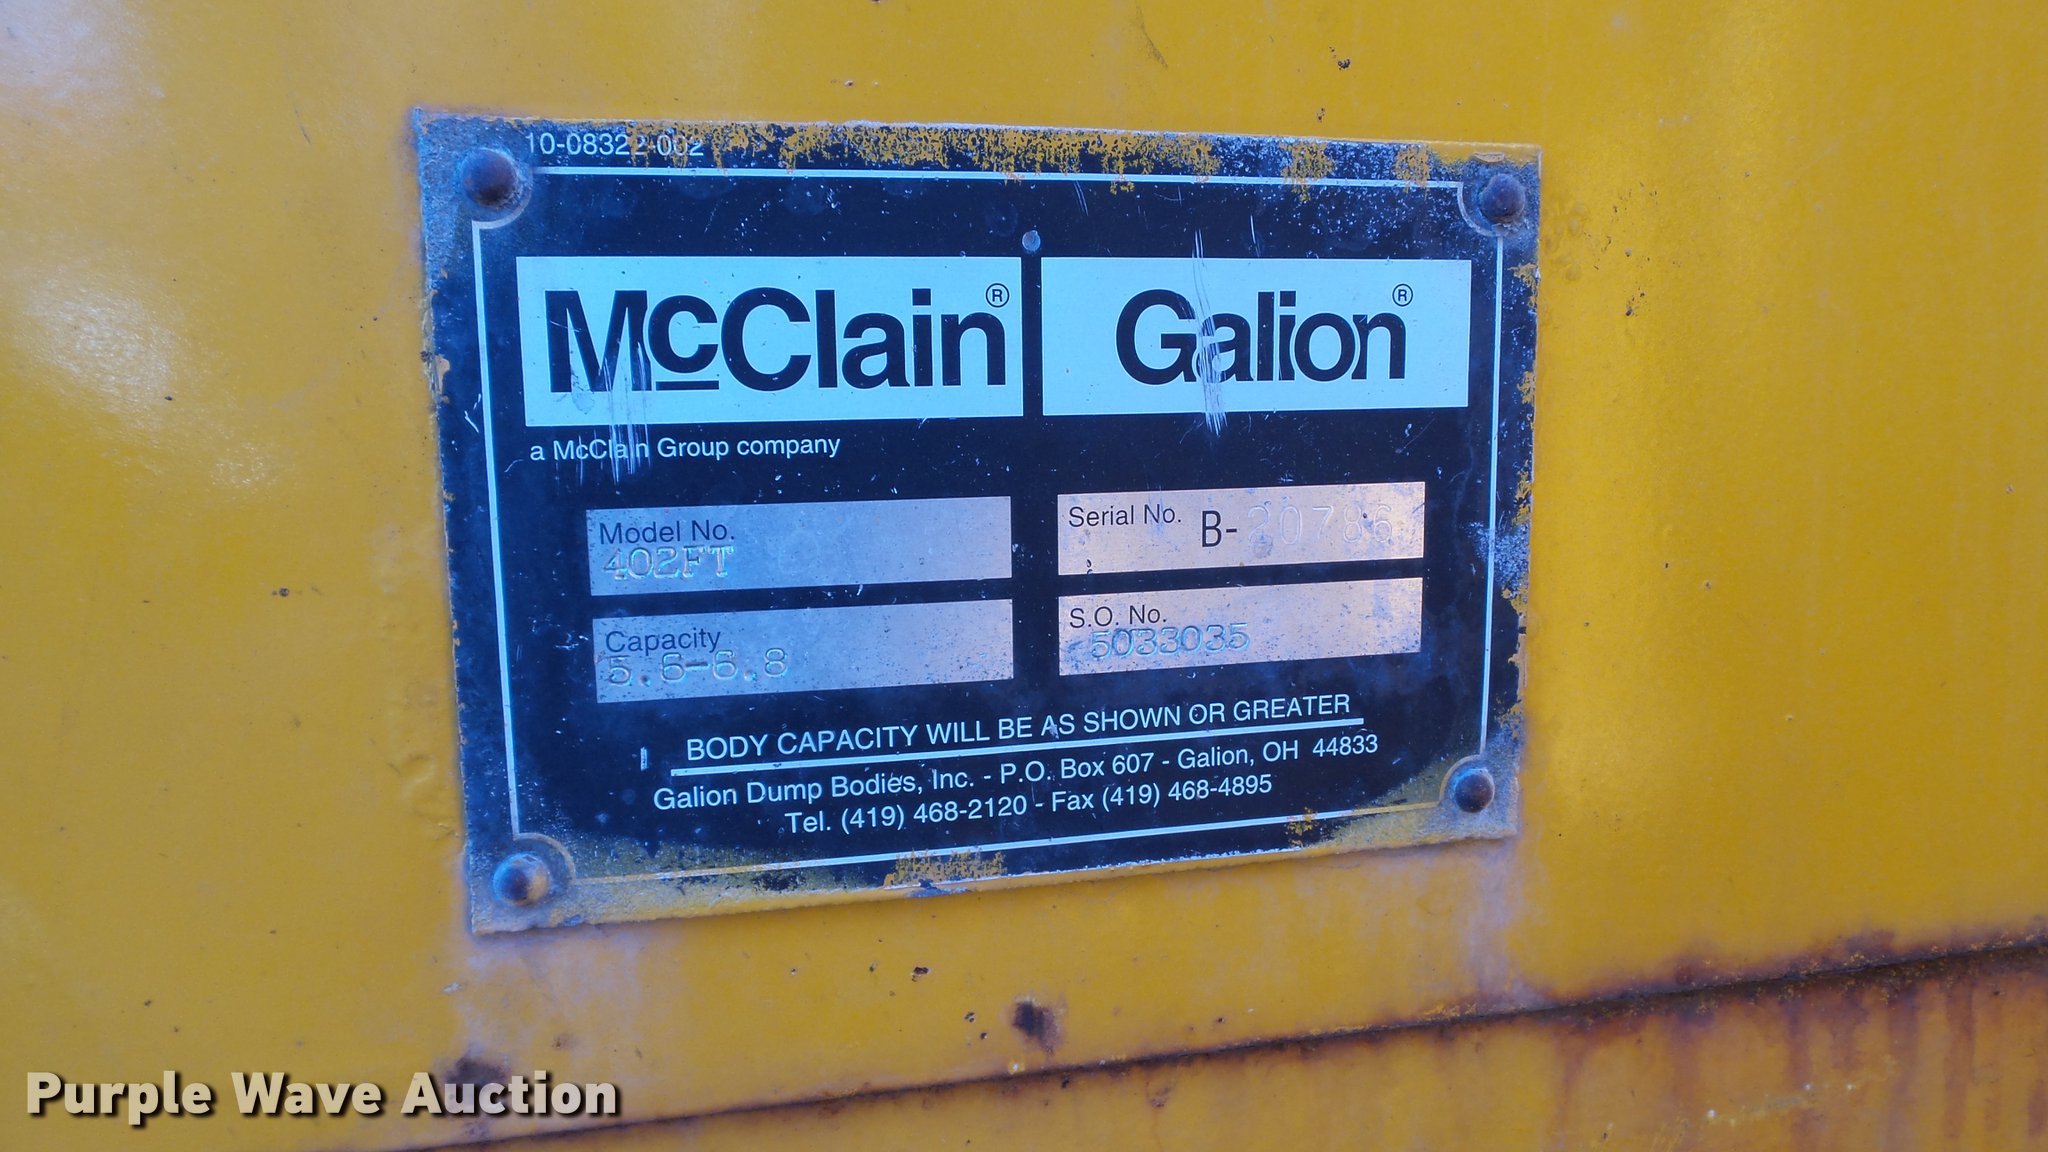 10-08322-002
McClain® Galion®
a McClain Group company
Model No.
402FT
Serial No. B-20786
Capacity
5.6-6.8
S.O. No.
5033035
BODY CAPACITY WILL BE AS SHOWN OR GREATER
Galion Dump Bodies, Inc. - P.O. Box 607 - Galion, OH 44833
Tel. (419) 468-2120 - Fax (419) 468-4895
Purple Wave Auction